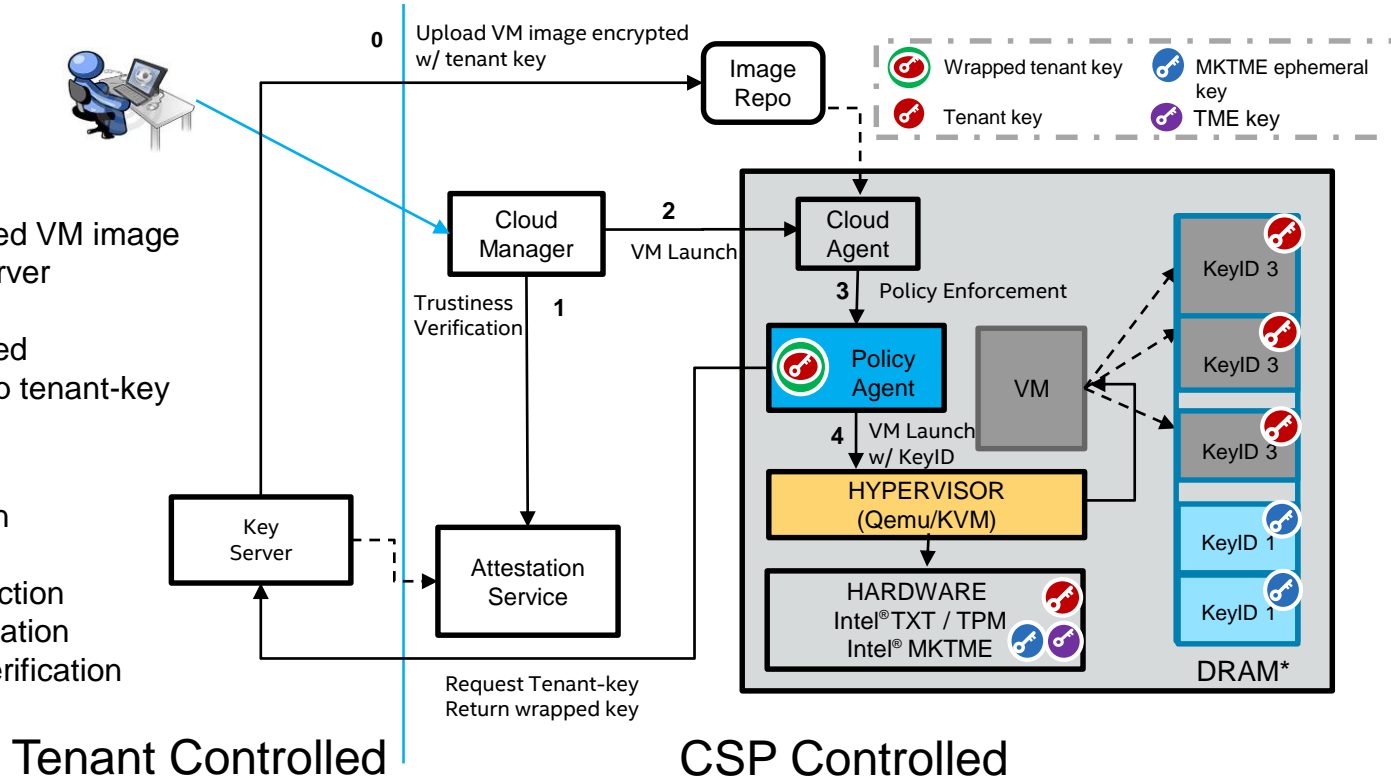 0
Upload VM image encrypted
w/ tenant key
Image
Repo
Wrapped tenant key
MKTME ephemeral
key
Tenant key
TME key
ed VM image
rver
ed
o tenant-key
n
ction
ation
erification
Cloud
Manager
2
VM Launch
Cloud
Agent
Trustiness
Verification
1
3
Policy Enforcement
Policy
Agent
VM
KeyID 3
KeyID 3
KeyID 3
KeyID 1
KeyID 1
DRAM*
4
VM Launch
w/ KeyID
HYPERVISOR
(Qemu/KVM)
Key
Server
Attestation
Service
HARDWARE
Intel® TXT / TPM
Intel® MKTME
Request Tenant-key
Return wrapped key
Tenant Controlled
CSP Controlled